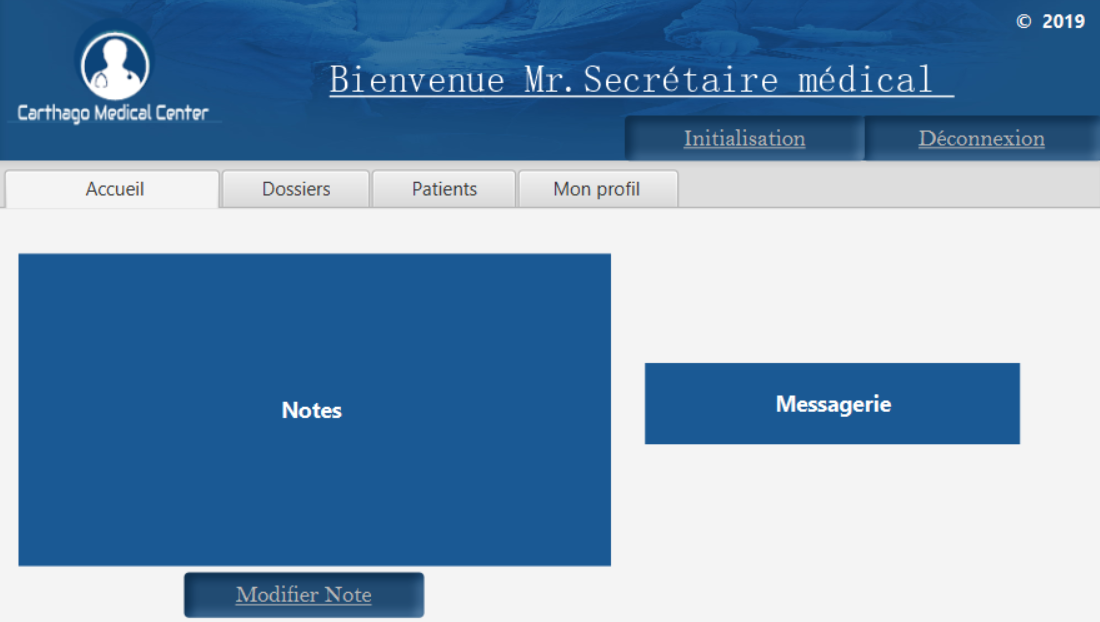 © 2019
Bienvenue Mr.Secrétaire médical
Carthago Medical Center
Initialisation
Déconnexion
Accueil
Dossiers
Patients
Mon profil
Notes
Messagerie
Modifier Note